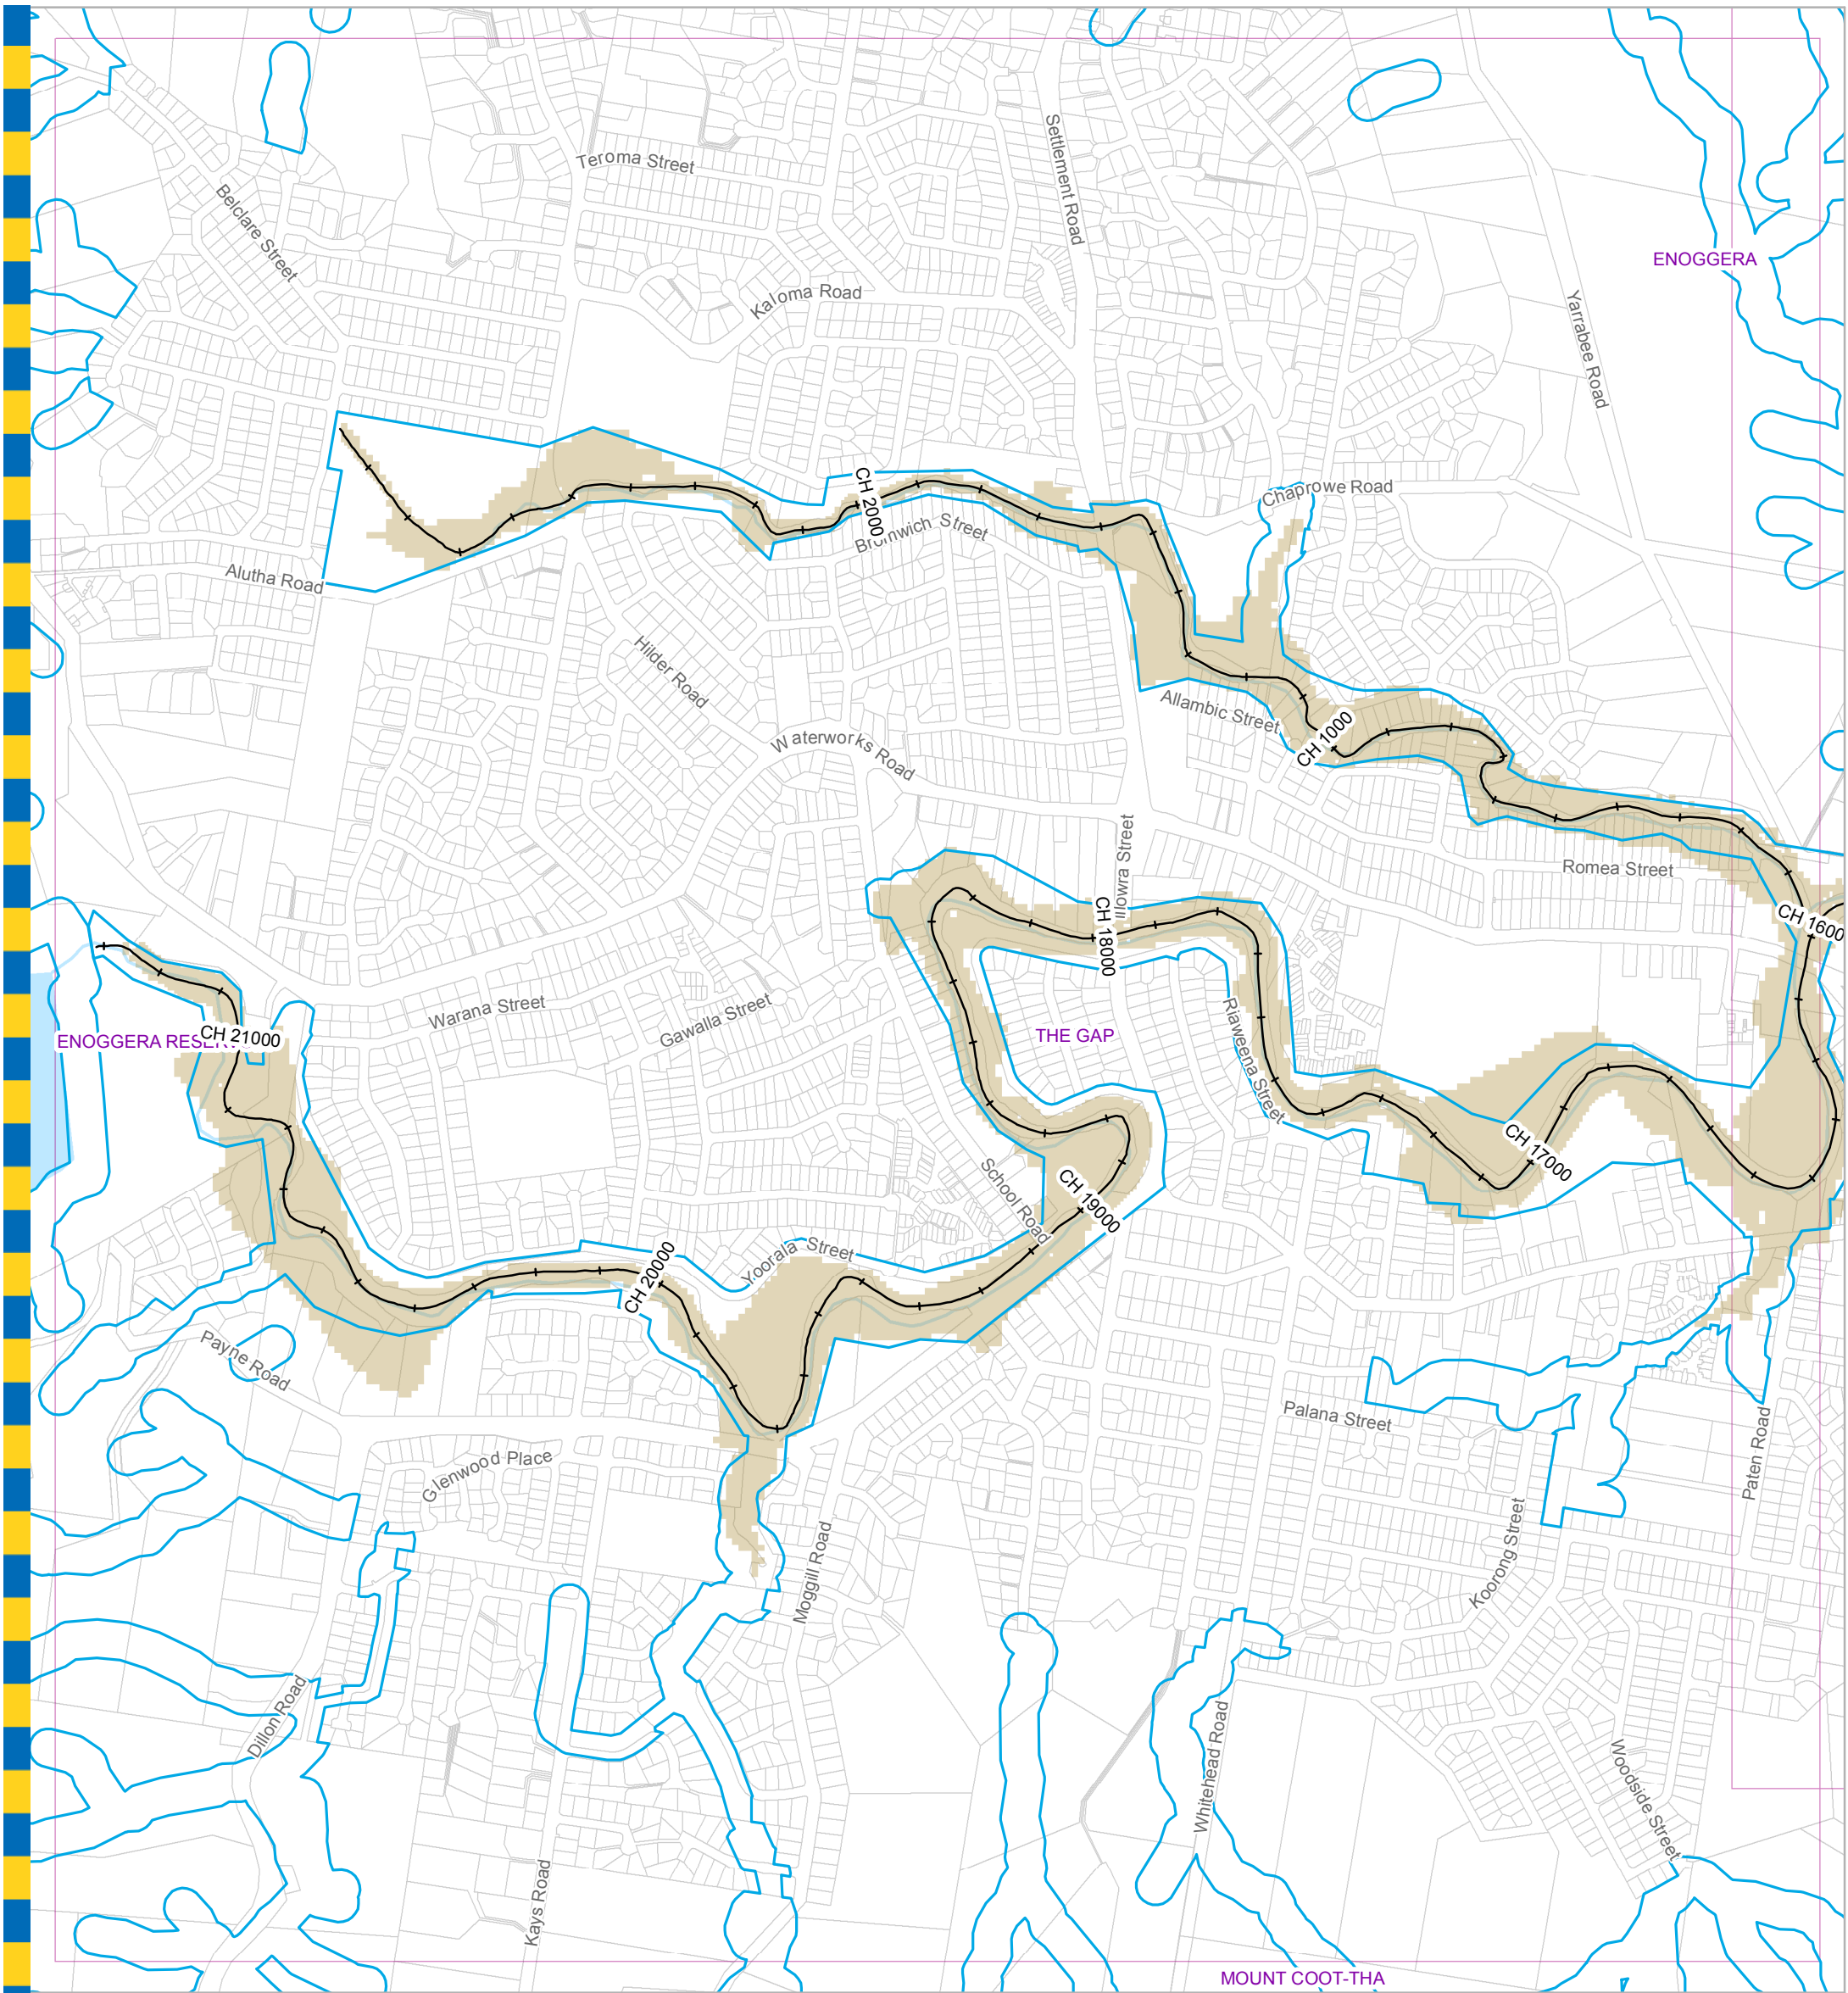 Teroma Street
Settlement Road
Belclare Street
ENOGGERA
Kaloma Road
Yarrabee Road
CH 2000
Chaprowe Road
Bromwich Street
Alutha Road
Hilder Road
Allambic Street
CH 1000
Waterworks Road
Illowra Street
Romea Street
CH 1600
CH 18000
Warana Street
Gawalla Street
Riaweena Street
THE GAP
CH 21000
ENOGGERA RESERV
CH 17000
School Road
CH 19000
Yoorala Street
CH 20000
Payne Road
Palana Street
Paten Road
Glenwood Place
Koorong Street
Moggill Road
Dillon Road
Whitehead Road
Woodside Street
Kays Road
MOUNT COOT-THA